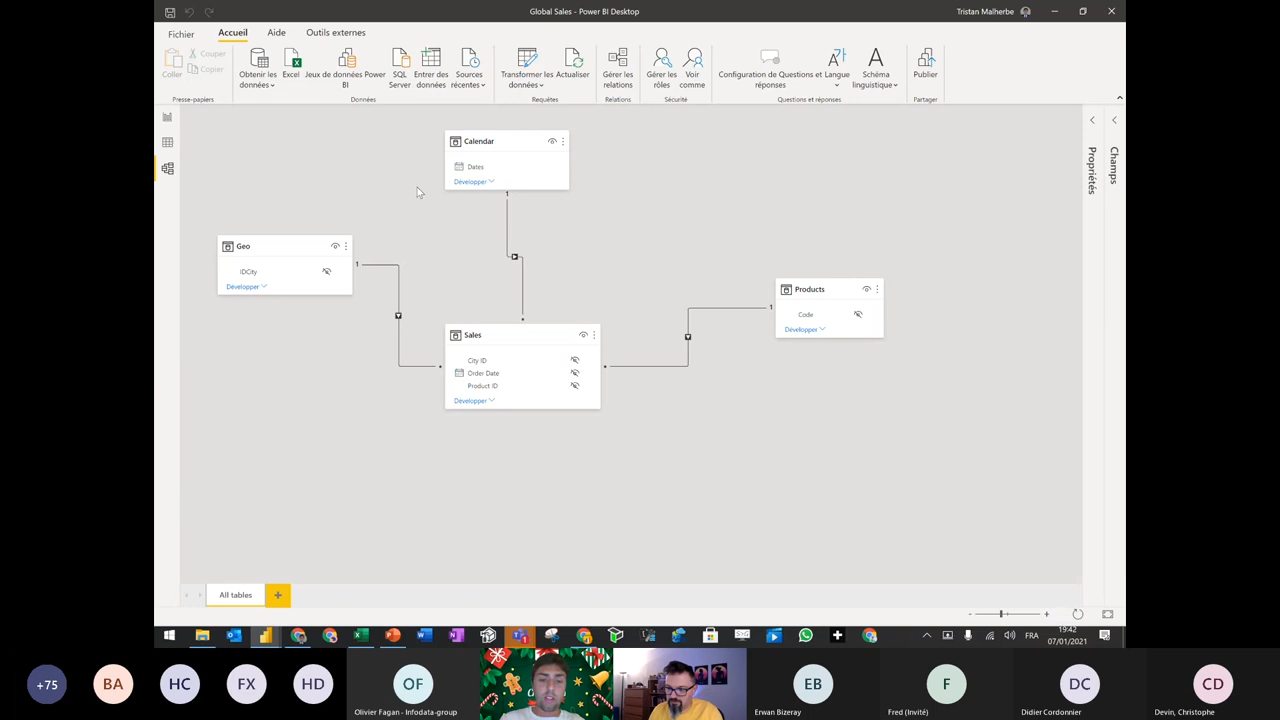 Global Sales - Power BI Desktop
Tristan Malherbe
Fichier
Accueil
Aide
Outils externes
Coller
Couper
Copier
Obtenir les données
Excel
Jeux de données Power BI
SQL Server
Entrer des données
Sources récentes
Transformer les données
Actualiser
Gérer les relations
Gérer les rôles
Voir comme
Configuration de Questions et réponses
Langue
Schéma linguistique
Publier
Presse-papiers
Données
Requêtes
Relations
Sécurité
Questions et réponses
Partager
Calendar
Dates
Développer
1
Geo
IDCity
Développer
1
Products
Code
Développer
1
Sales
City ID
Order Date
Product ID
Développer
*
*
*
Propriétés
Champs
All tables
+
- +
FRA
19:42
07/01/2021
+75
BA
HC
FX
HD
OF
Olivier Fagan - Infodata-group
EB
Erwan Bizeray
F
Fred (Invité)
DC
Didier Cordonnier
CD
Devin, Christophe